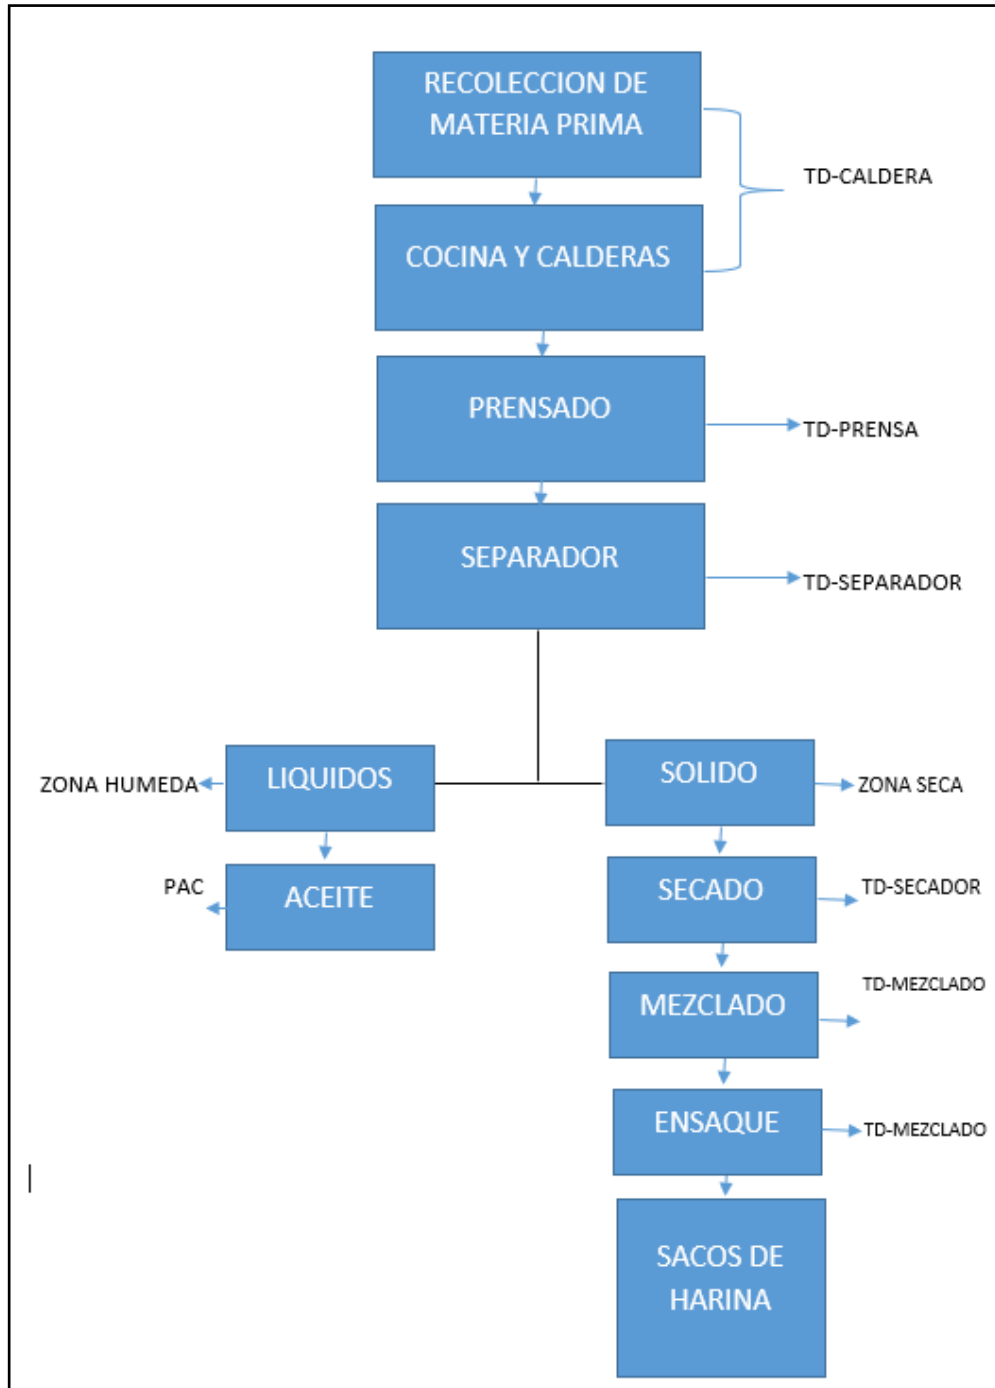 RECOLECCION DE
MATERIA PRIMA
TD-CALDERA
COCINA Y CALDERAS
PRENSADO
TD-PRENSA
SEPARADOR
TD-SEPARADOR
ZONA HUMEDA
LIQUIDOS
SOLIDO
ZONA SECA
PAC
ACEITE
SECADO
TD-SECADOR
MEZCLADO
TD-MEZCLADO
ENSAQUE
TD-MEZCLADO
SACOS DE
HARINA